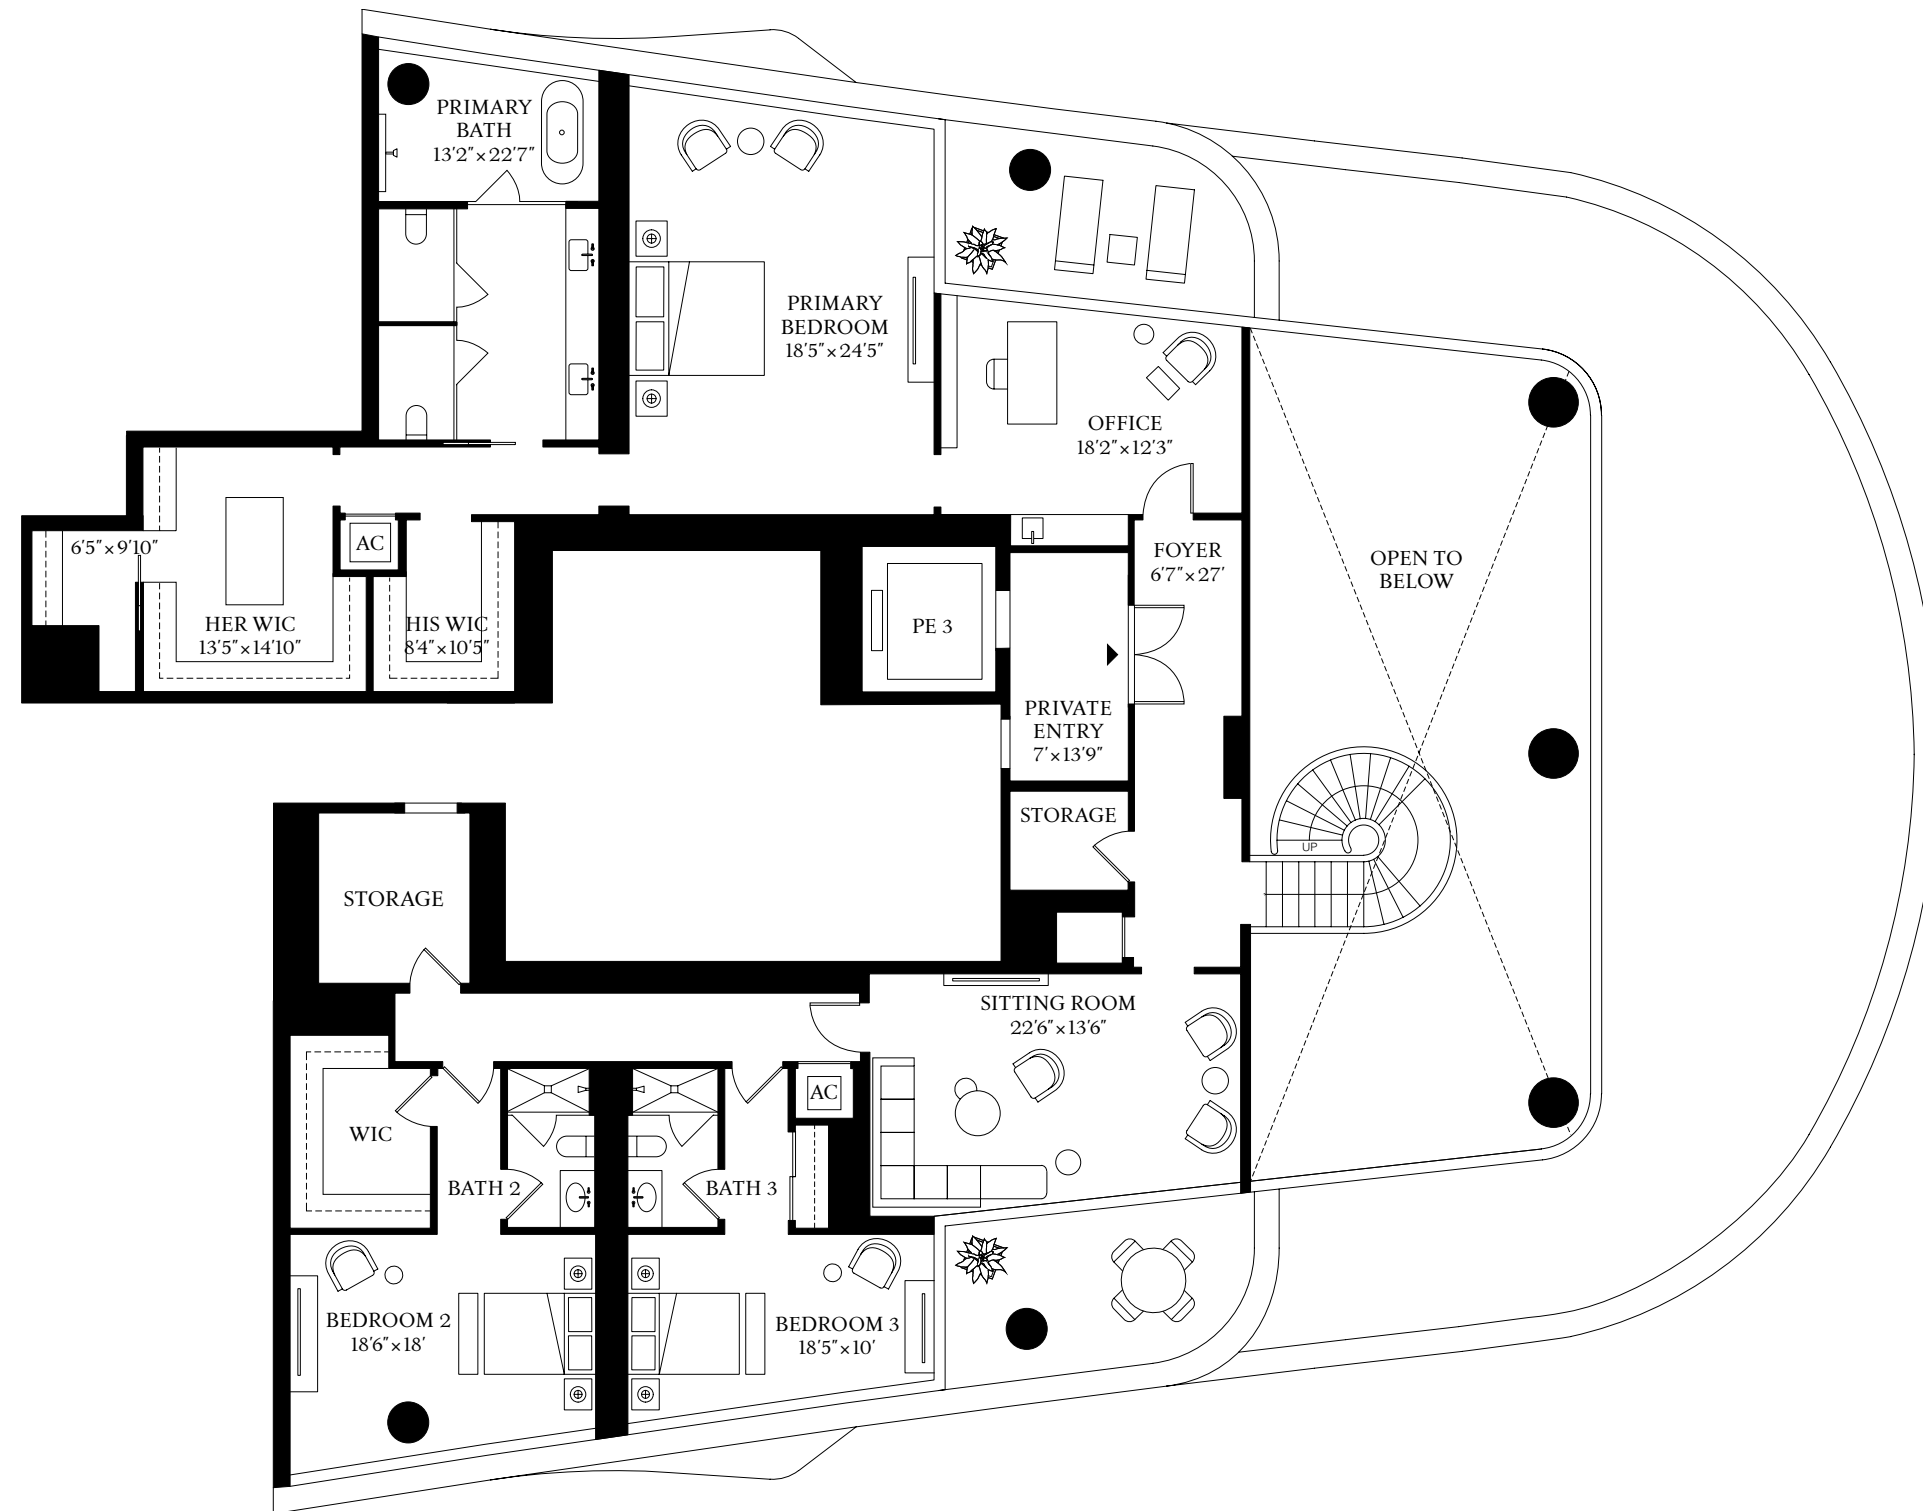 PRIMARY
BATH
13'2"×22'7"
PRIMARY
BEDROOM
18'5"×24'5"
OFFICE
18'2"×12'3"
6'5"×9'10"
AC
HER WIC
13'5"×14'10"
HIS WIC
8'4"×10'5"
PE 3
FOYER
6'7"×27'
OPEN TO
BELOW
PRIVATE
ENTRY
7'×13'9"
STORAGE
UP
STORAGE
SITTING ROOM
22'6"×13'6"
AC
WIC
BATH 2
BATH 3
BEDROOM 2
18'6"×18'
BEDROOM 3
18'5"×10'